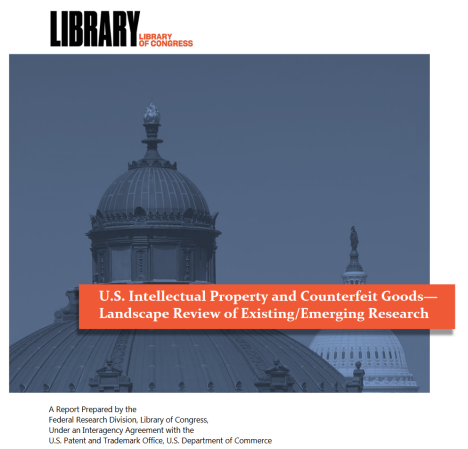 LIBRARY
LIBRARY
OF CONGRESS
U.S. Intellectual Property and Counterfeit Goods—
Landscape Review of Existing/Emerging Research
A Report Prepared by the
Federal Research Division, Library of Congress,
Under an Interagency Agreement with the
U.S. Patent and Trademark Office, U.S. Department of Commerce